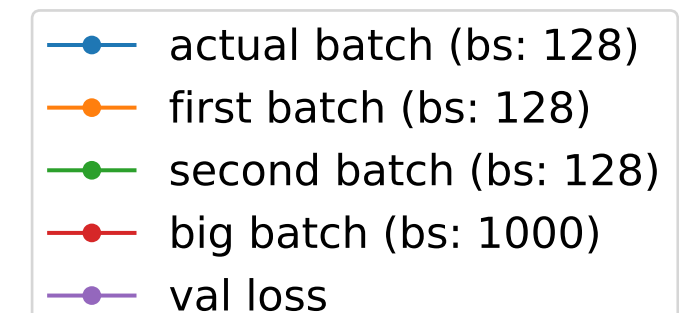 actual batch (bs: 128)
first batch (bs: 128)
second batch (bs: 128)
big batch (bs: 1000)
val loss